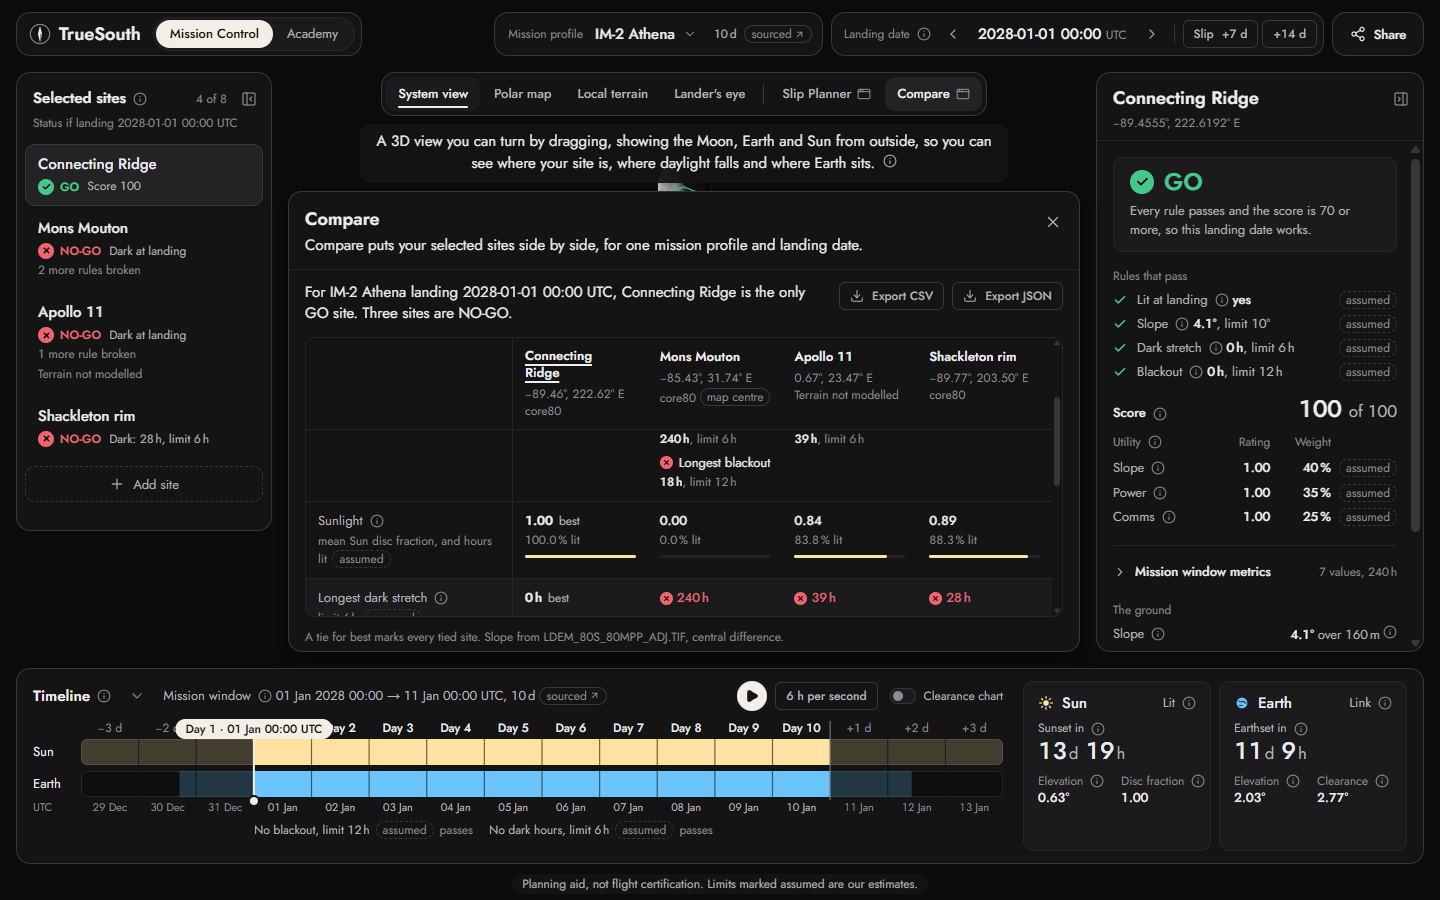 TrueSouth
Mission Control
Academy
Mission profile IM-2 Athena 10 d sourced ↗
Landing date 2028-01-01 00:00 UTC
Slip +7 d
+14 d
Share
Selected sites 4 of 8
Status if landing 2028-01-01 00:00 UTC
Connecting Ridge
GO Score 100
Mons Mouton
NO-GO Dark at landing
2 more rules broken
Apollo 11
NO-GO Dark at landing
1 more rule broken
Terrain not modelled
Shackleton rim
NO-GO Dark: 28 h, limit 6 h
+ Add site
System view
Polar map
Local terrain
Lander's eye
Slip Planner
Compare
A 3D view you can turn by dragging, showing the Moon, Earth and Sun from outside, so you can
see where your site is, where daylight falls and where Earth sits.
Compare
Compare puts your selected sites side by side, for one mission profile and landing date.
For IM-2 Athena landing 2028-01-01 00:00 UTC, Connecting Ridge is the only
GO site. Three sites are NO-GO.
Export CSV
Export JSON
Connecting
Ridge
−89.46°, 222.62° E
core80
Mons Mouton
−85.43°, 31.74° E
core80 map centre
Apollo 11
0.67°, 23.47° E
Terrain not modelled
Shackleton rim
−89.77°, 203.50° E
core80
240 h, limit 6 h
Longest blackout
18 h, limit 12 h
39 h, limit 6 h
Sunlight
mean Sun disc fraction, and hours
lit assumed
1.00 best
100.0 % lit
0.00
0.0 % lit
0.84
83.8 % lit
0.89
88.3 % lit
Longest dark stretch
0 h best
240 h
39 h
28 h
A tie for best marks every tied site. Slope from LDEM_80S_80MPP_ADJ.TIF, central difference.
Connecting Ridge
−89.4555°, 222.6192° E
GO
Every rule passes and the score is 70 or
more, so this landing date works.
Rules that pass
Lit at landing yes assumed
Slope 4.1°, limit 10° assumed
Dark stretch 0 h, limit 6 h assumed
Blackout 0 h, limit 12 h assumed
Score 100 of 100
Utility Rating Weight
Slope 1.00 40 % assumed
Power 1.00 35 % assumed
Comms 1.00 25 % assumed
Mission window metrics 7 values, 240 h
The ground
Slope 4.1° over 160 m
Timeline
Mission window 01 Jan 2028 00:00 → 11 Jan 00:00 UTC, 10 d sourced ↗
6 h per second
Clearance chart
−3 d
Day 1 · 01 Jan 00:00 UTC
Day 3 Day 4 Day 5 Day 6 Day 7 Day 8 Day 9 Day 10 +1 d +2 d +3 d
Sun
Earth
UTC 29 Dec 30 Dec 31 Dec 01 Jan 02 Jan 03 Jan 04 Jan 05 Jan 06 Jan 07 Jan 08 Jan 09 Jan 10 Jan 11 Jan 12 Jan 13 Jan
No blackout, limit 12 h assumed passes No dark hours, limit 6 h assumed passes
Sun Lit
Sunset in
13 d 19 h
Elevation Disc fraction
0.63° 1.00
Earth Link
Earthset in
11 d 9 h
Elevation Clearance
2.03° 2.77°
Planning aid, not flight certification. Limits marked assumed are our estimates.